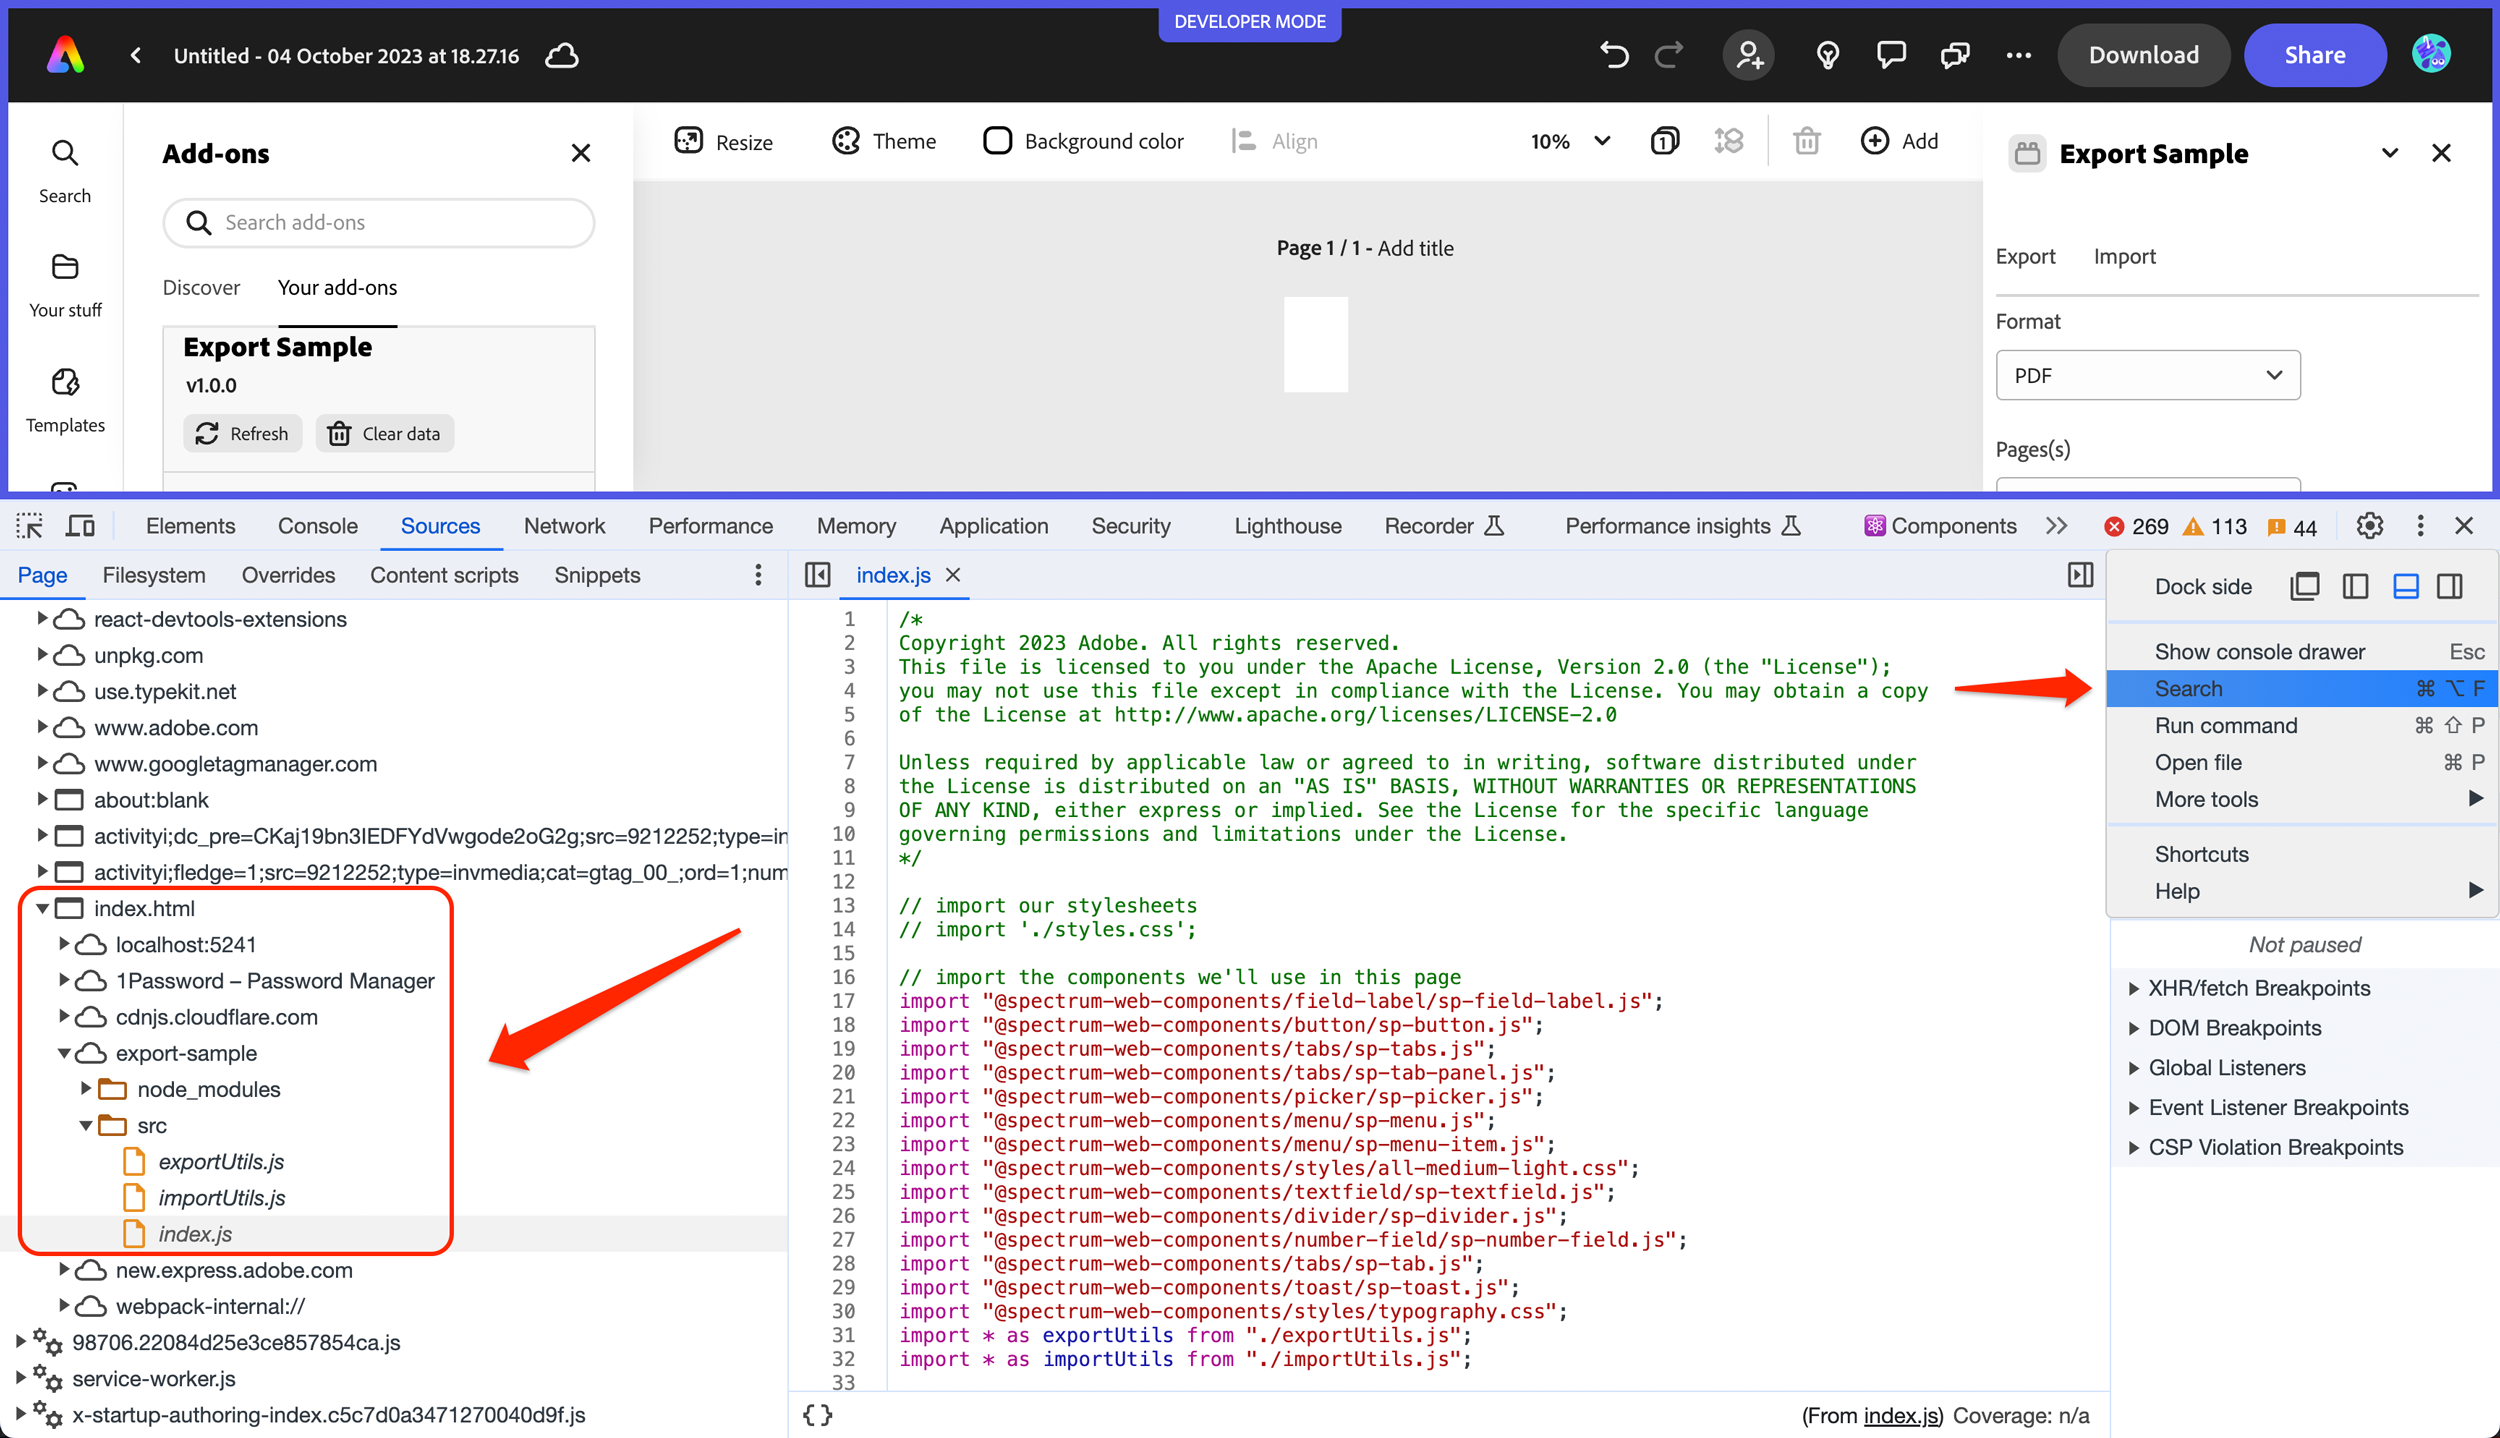 DEVELOPER MODE
Untitled - 04 October 2023 at 18.27.16
Download
Share
Search
Your stuff
Templates
Add-ons
Search add-ons
Discover
Your add-ons
Export Sample
v1.0.0
Refresh
Clear data
Resize
Theme
Background color
Align
10%
1
Add
Page 1 / 1 - Add title
Export Sample
Export
Import
Format
PDF
Pages(s)
Elements
Console
Sources
Network
Performance
Memory
Application
Security
Lighthouse
Recorder
Performance insights
Components
269
113
44
Page
Filesystem
Overrides
Content scripts
Snippets
react-devtools-extensions
unpkg.com
use.typekit.net
www.adobe.com
www.googletagmanager.com
about:blank
activityi;dc_pre=CKaj19bn3IEDFYdVwgode2oG2g;src=9212252;type=in
activityi;fledge=1;src=9212252;type=invmedia;cat=gtag_00_;ord=1;num
index.html
localhost:5241
1Password – Password Manager
cdnjs.cloudflare.com
export-sample
node_modules
src
exportUtils.js
importUtils.js
index.js
new.express.adobe.com
webpack-internal://
98706.22084d25e3ce857854ca.js
service-worker.js
x-startup-authoring-index.c5c7d0a3471270040d9f.js
index.js
1 /*
2 Copyright 2023 Adobe. All rights reserved.
3 This file is licensed to you under the Apache License, Version 2.0 (the "License");
4 you may not use this file except in compliance with the License. You may obtain a copy
5 of the License at http://www.apache.org/licenses/LICENSE-2.0
6
7 Unless required by applicable law or agreed to in writing, software distributed under
8 the License is distributed on an "AS IS" BASIS, WITHOUT WARRANTIES OR REPRESENTATIONS
9 OF ANY KIND, either express or implied. See the License for the specific language
10 governing permissions and limitations under the License.
11 */
12
13 // import our stylesheets
14 // import './styles.css';
15
16 // import the components we'll use in this page
17 import "@spectrum-web-components/field-label/sp-field-label.js";
18 import "@spectrum-web-components/button/sp-button.js";
19 import "@spectrum-web-components/tabs/sp-tabs.js";
20 import "@spectrum-web-components/tabs/sp-tab-panel.js";
21 import "@spectrum-web-components/picker/sp-picker.js";
22 import "@spectrum-web-components/menu/sp-menu.js";
23 import "@spectrum-web-components/menu/sp-menu-item.js";
24 import "@spectrum-web-components/styles/all-medium-light.css";
25 import "@spectrum-web-components/textfield/sp-textfield.js";
26 import "@spectrum-web-components/divider/sp-divider.js";
27 import "@spectrum-web-components/number-field/sp-number-field.js";
28 import "@spectrum-web-components/tabs/sp-tab.js";
29 import "@spectrum-web-components/toast/sp-toast.js";
30 import "@spectrum-web-components/styles/typography.css";
31 import * as exportUtils from "./exportUtils.js";
32 import * as importUtils from "./importUtils.js";
33
{}
(From index.js) Coverage: n/a
Dock side
Show console drawer Esc
Search ⌘ ⌥ F
Run command ⌘ ⇧ P
Open file ⌘ P
More tools
Shortcuts
Help
Not paused
XHR/fetch Breakpoints
DOM Breakpoints
Global Listeners
Event Listener Breakpoints
CSP Violation Breakpoints